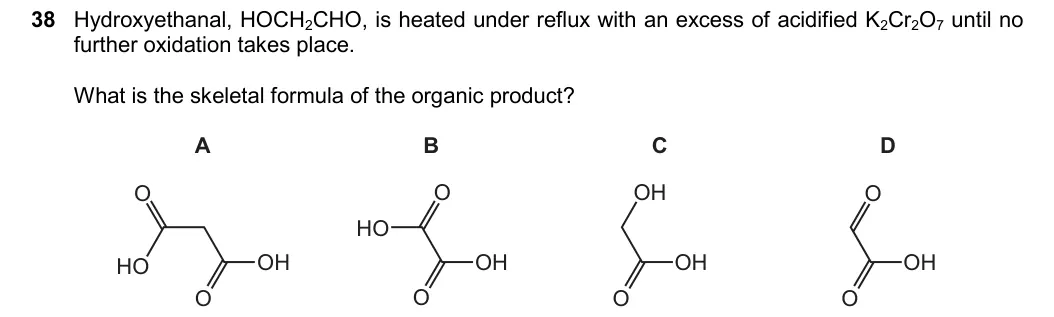 38 Hydroxyethanal, HOCH₂CHO, is heated under reflux with an excess of acidified K₂Cr₂O₇ until no
further oxidation takes place.
What is the skeletal formula of the organic product?
A B C D
O O OH O
HO
HO OH OH OH OH
O O O O